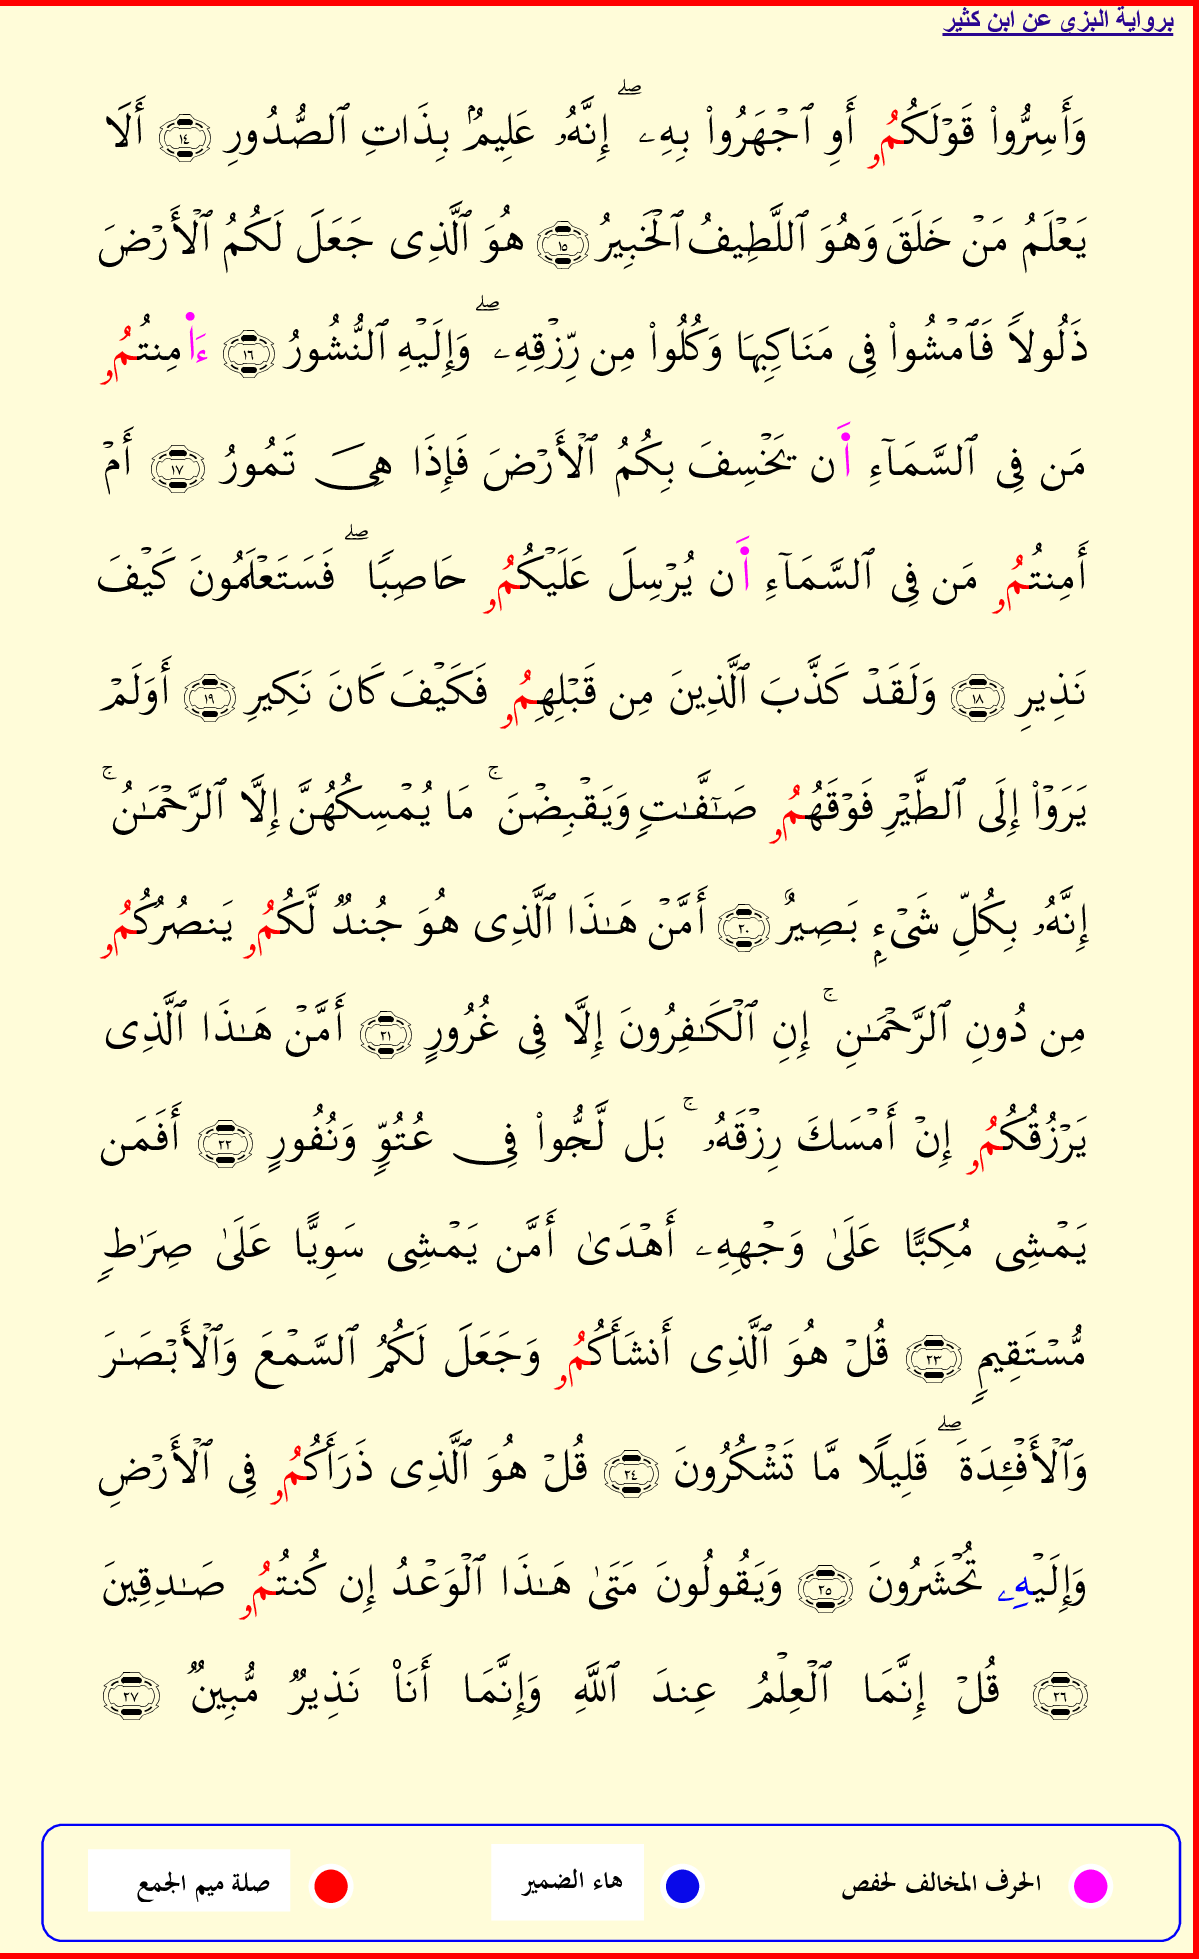 برواية البزي عن ابن كثير
وَأَسِرُّوا۟ قَوْلَكُمُۥ أَوِ ٱجْهَرُوا۟ بِهِۦٓ ۖ إِنَّهُۥ عَلِيمٌۢ بِذَاتِ ٱلصُّدُورِ ١٤ أَلَا
يَعْلَمُ مَنْ خَلَقَ وَهُوَ ٱللَّطِيفُ ٱلْخَبِيرُ ١٥ هُوَ ٱلَّذِى جَعَلَ لَكُمُ ٱلْأَرْضَ
ذَلُولًا فَٱمْشُوا۟ فِى مَنَاكِبِهَا وَكُلُوا۟ مِن رِّزْقِهِۦ ۖ وَإِلَيْهِ ٱلنُّشُورُ ١٦ ءَا۬مِنتُمُۥ
مَن فِى ٱلسَّمَآءِ أَ۬ن يَخْسِفَ بِكُمُ ٱلْأَرْضَ فَإِذَا هِىَ تَمُورُ ١٧ أَمْ
أَمِنتُمُۥ مَن فِى ٱلسَّمَآءِ أَ۬ن يُرْسِلَ عَلَيْكُمُۥ حَاصِبًا ۖ فَسَتَعْلَمُونَ كَيْفَ
نَذِيرِ ١٨ وَلَقَدْ كَذَّبَ ٱلَّذِينَ مِن قَبْلِهِمُۥ فَكَيْفَ كَانَ نَكِيرِ ١٩ أَوَلَمْ
يَرَوْا۟ إِلَى ٱلطَّيْرِ فَوْقَهُمُۥ صَـٰٓفَّـٰتٍ وَيَقْبِضْنَ ۚ مَا يُمْسِكُهُنَّ إِلَّا ٱلرَّحْمَـٰنُ ۚ
إِنَّهُۥ بِكُلِّ شَىْءٍۭ بَصِيرٌ ٢٠ أَمَّنْ هَـٰذَا ٱلَّذِى هُوَ جُندٌ لَّكُمُۥ يَنصُرُكُمُۥ
مِن دُونِ ٱلرَّحْمَـٰنِ ۚ إِنِ ٱلْكَـٰفِرُونَ إِلَّا فِى غُرُورٍ ٢١ أَمَّنْ هَـٰذَا ٱلَّذِى
يَرْزُقُكُمُۥ إِنْ أَمْسَكَ رِزْقَهُۥ ۚ بَل لَّجُّوا۟ فِى عُتُوٍّ وَنُفُورٍ ٢٢ أَفَمَن
يَمْشِى مُكِبًّا عَلَىٰ وَجْهِهِۦ أَهْدَىٰ أَمَّن يَمْشِى سَوِيًّا عَلَىٰ صِرَٰطٍ
مُّسْتَقِيمٍ ٢٣ قُلْ هُوَ ٱلَّذِى أَنشَأَكُمُۥ وَجَعَلَ لَكُمُ ٱلسَّمْعَ وَٱلْأَبْصَـٰرَ
وَٱلْأَفْـِٔدَةَ ۖ قَلِيلًا مَّا تَشْكُرُونَ ٢٤ قُلْ هُوَ ٱلَّذِى ذَرَأَكُمُۥ فِى ٱلْأَرْضِ
وَإِلَيْهِۦ تُحْشَرُونَ ٢٥ وَيَقُولُونَ مَتَىٰ هَـٰذَا ٱلْوَعْدُ إِن كُنتُمُۥ صَـٰدِقِينَ
٢٦ قُلْ إِنَّمَا ٱلْعِلْمُ عِندَ ٱللَّهِ وَإِنَّمَا أَنَا۠ نَذِيرٌ مُّبِينٌ ٢٧
الحرف المخالف لحفص هاء الضمير صلة ميم الجمع